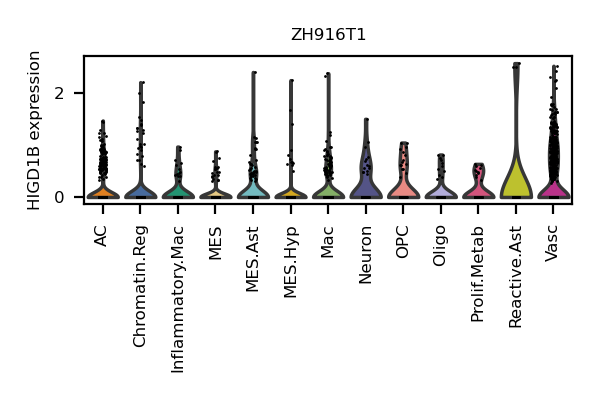 ZH916T1
HIGD1B expression
2
0
AC
Chromatin.Reg
Inflammatory.Mac
MES
MES.Ast
MES.Hyp
Mac
Neuron
OPC
Oligo
Prolif.Metab
Reactive.Ast
Vasc